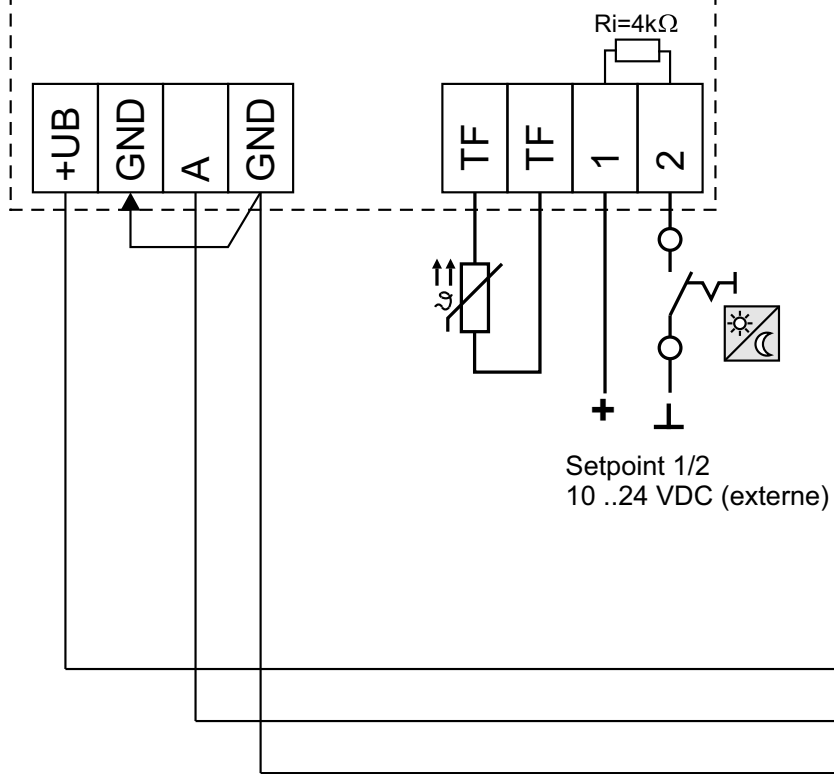 Ri=4kΩ
+UB GND A GND TF TF 1 2
ϑ
+
Setpoint 1/2
10 ..24 VDC (externe)